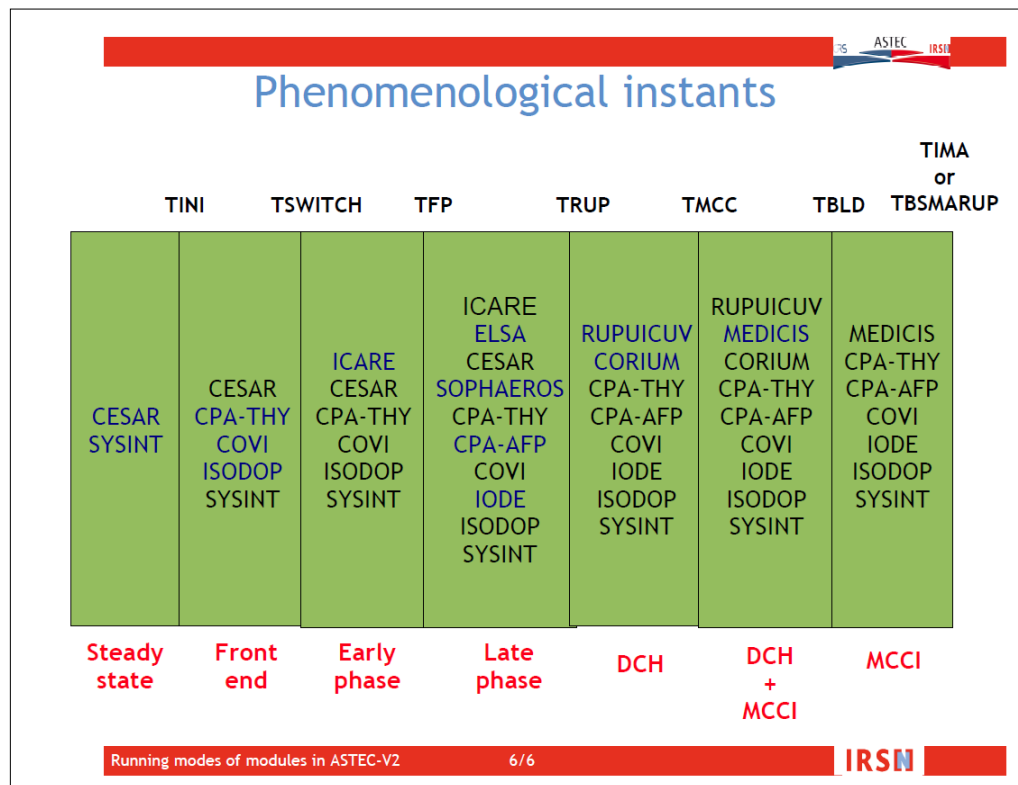 RS ASTEC IRSN
Phenomenological instants
TIMA
or
TINI TSWITCH TFP TRUP TMCC TBLD TBSMARUP
CESAR
SYSINT
CESAR
CPA-THY
COVI
ISODOP
SYSINT
ICARE
CESAR
CPA-THY
COVI
ISODOP
SYSINT
ICARE
ELSA
CESAR
SOPHAEROS
CPA-THY
CPA-AFP
COVI
IODE
ISODOP
SYSINT
RUPUICUV
CORIUM
CPA-THY
CPA-AFP
COVI
IODE
ISODOP
SYSINT
RUPUICUV
MEDICIS
CORIUM
CPA-THY
CPA-AFP
COVI
IODE
ISODOP
SYSINT
MEDICIS
CPA-THY
CPA-AFP
COVI
IODE
ISODOP
SYSINT
Steady
state
Front
end
Early
phase
Late
phase
DCH
DCH
+
MCCI
MCCI
Running modes of modules in ASTEC-V2 6/6 IRSN